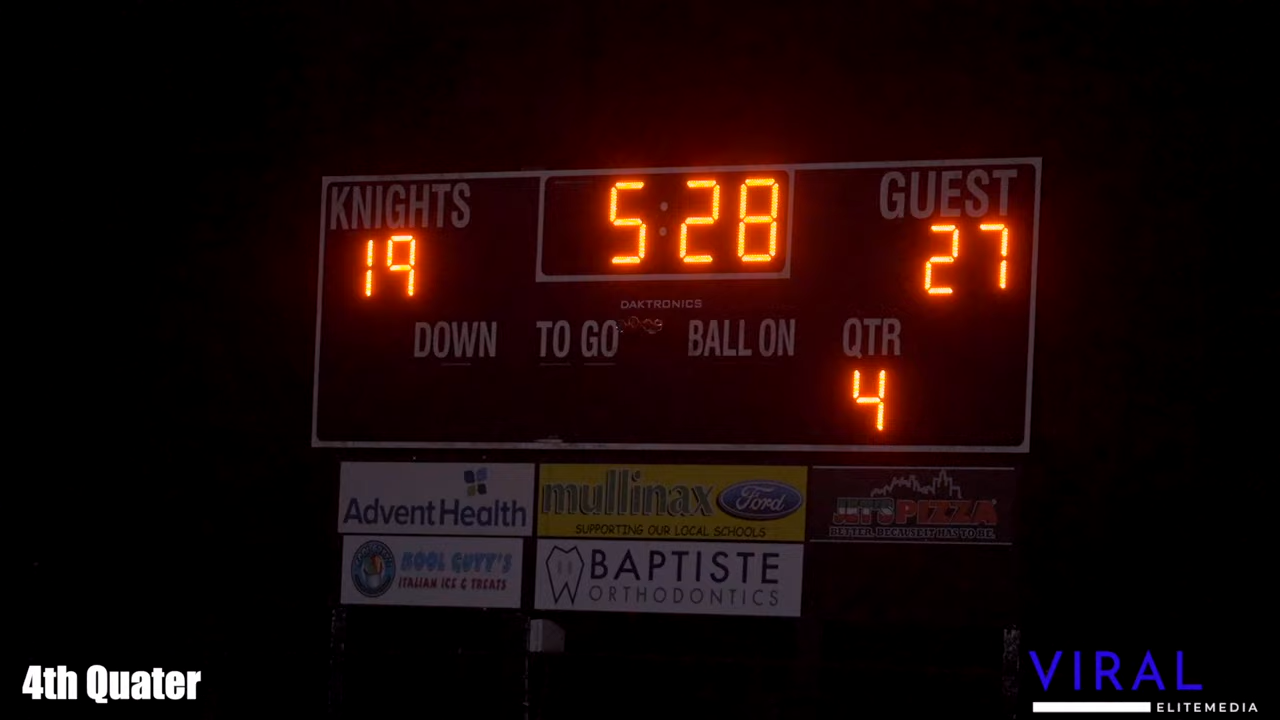 KNIGHTS
5:28
GUEST
19
27
DAKTRONICS
DOWN
TO GO
BALL ON
QTR
4
AdventHealth
mullinax Ford
SUPPORTING OUR LOCAL SCHOOLS
JET'S PIZZA
BETTER. BECAUSE IT HAS TO BE.
KOOL GUYY'S
ITALIAN ICE & TREATS
BAPTISTE
ORTHODONTICS
4th Quater
VIRAL
ELITEMEDIA